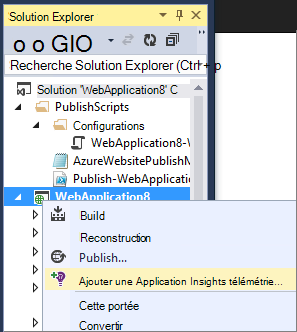 Solution Explorer
o o GIO
Recherche Solution Explorer (Ctrl+p
Solution "WebApplication8' C
PublishScripts
Configurations
WebApplication8-W
AzureWebsitePublishM
Publish-WebApplication
WebApplication8
Build
Reconstruction
Publish...
Ajouter une Application Insights télémétrie...
Cette portée
Convertir